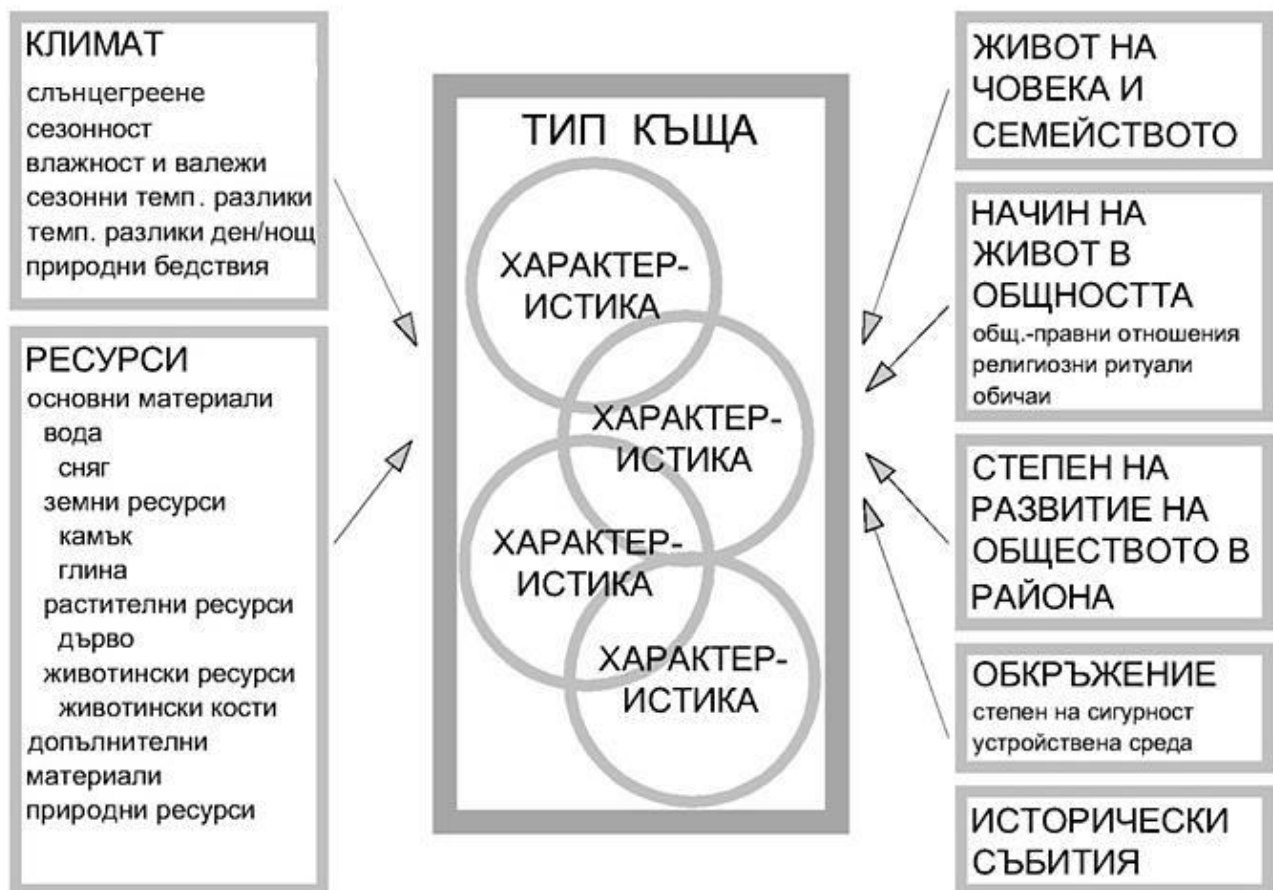 КЛИМАТ
слънцегреене
сезонност
влажност и валежи
сезонни темп. разлики
темп. разлики ден/нощ
природни бедствия
РЕСУРСИ
основни материали
вода
сняг
земни ресурси
камък
глина
растителни ресурси
дърво
животински ресурси
животински кости
допълнителни
материали
природни ресурси
ТИП КЪЩА
ХАРАКТЕР-
ИСТИКА
ХАРАКТЕР-
ИСТИКА
ХАРАКТЕР-
ИСТИКА
ХАРАКТЕР-
ИСТИКА
ЖИВОТ НА
ЧОВЕКА И
СЕМЕЙСТВОТО
НАЧИН НА
ЖИВОТ В
ОБЩНОСТТА
общ.-правни отношения
религиозни ритуали
обичаи
СТЕПЕН НА
РАЗВИТИЕ НА
ОБЩЕСТВОТО В
РАЙОНА
ОБКРЪЖЕНИЕ
степен на сигурност
устройствена среда
ИСТОРИЧЕСКИ
СЪБИТИЯ